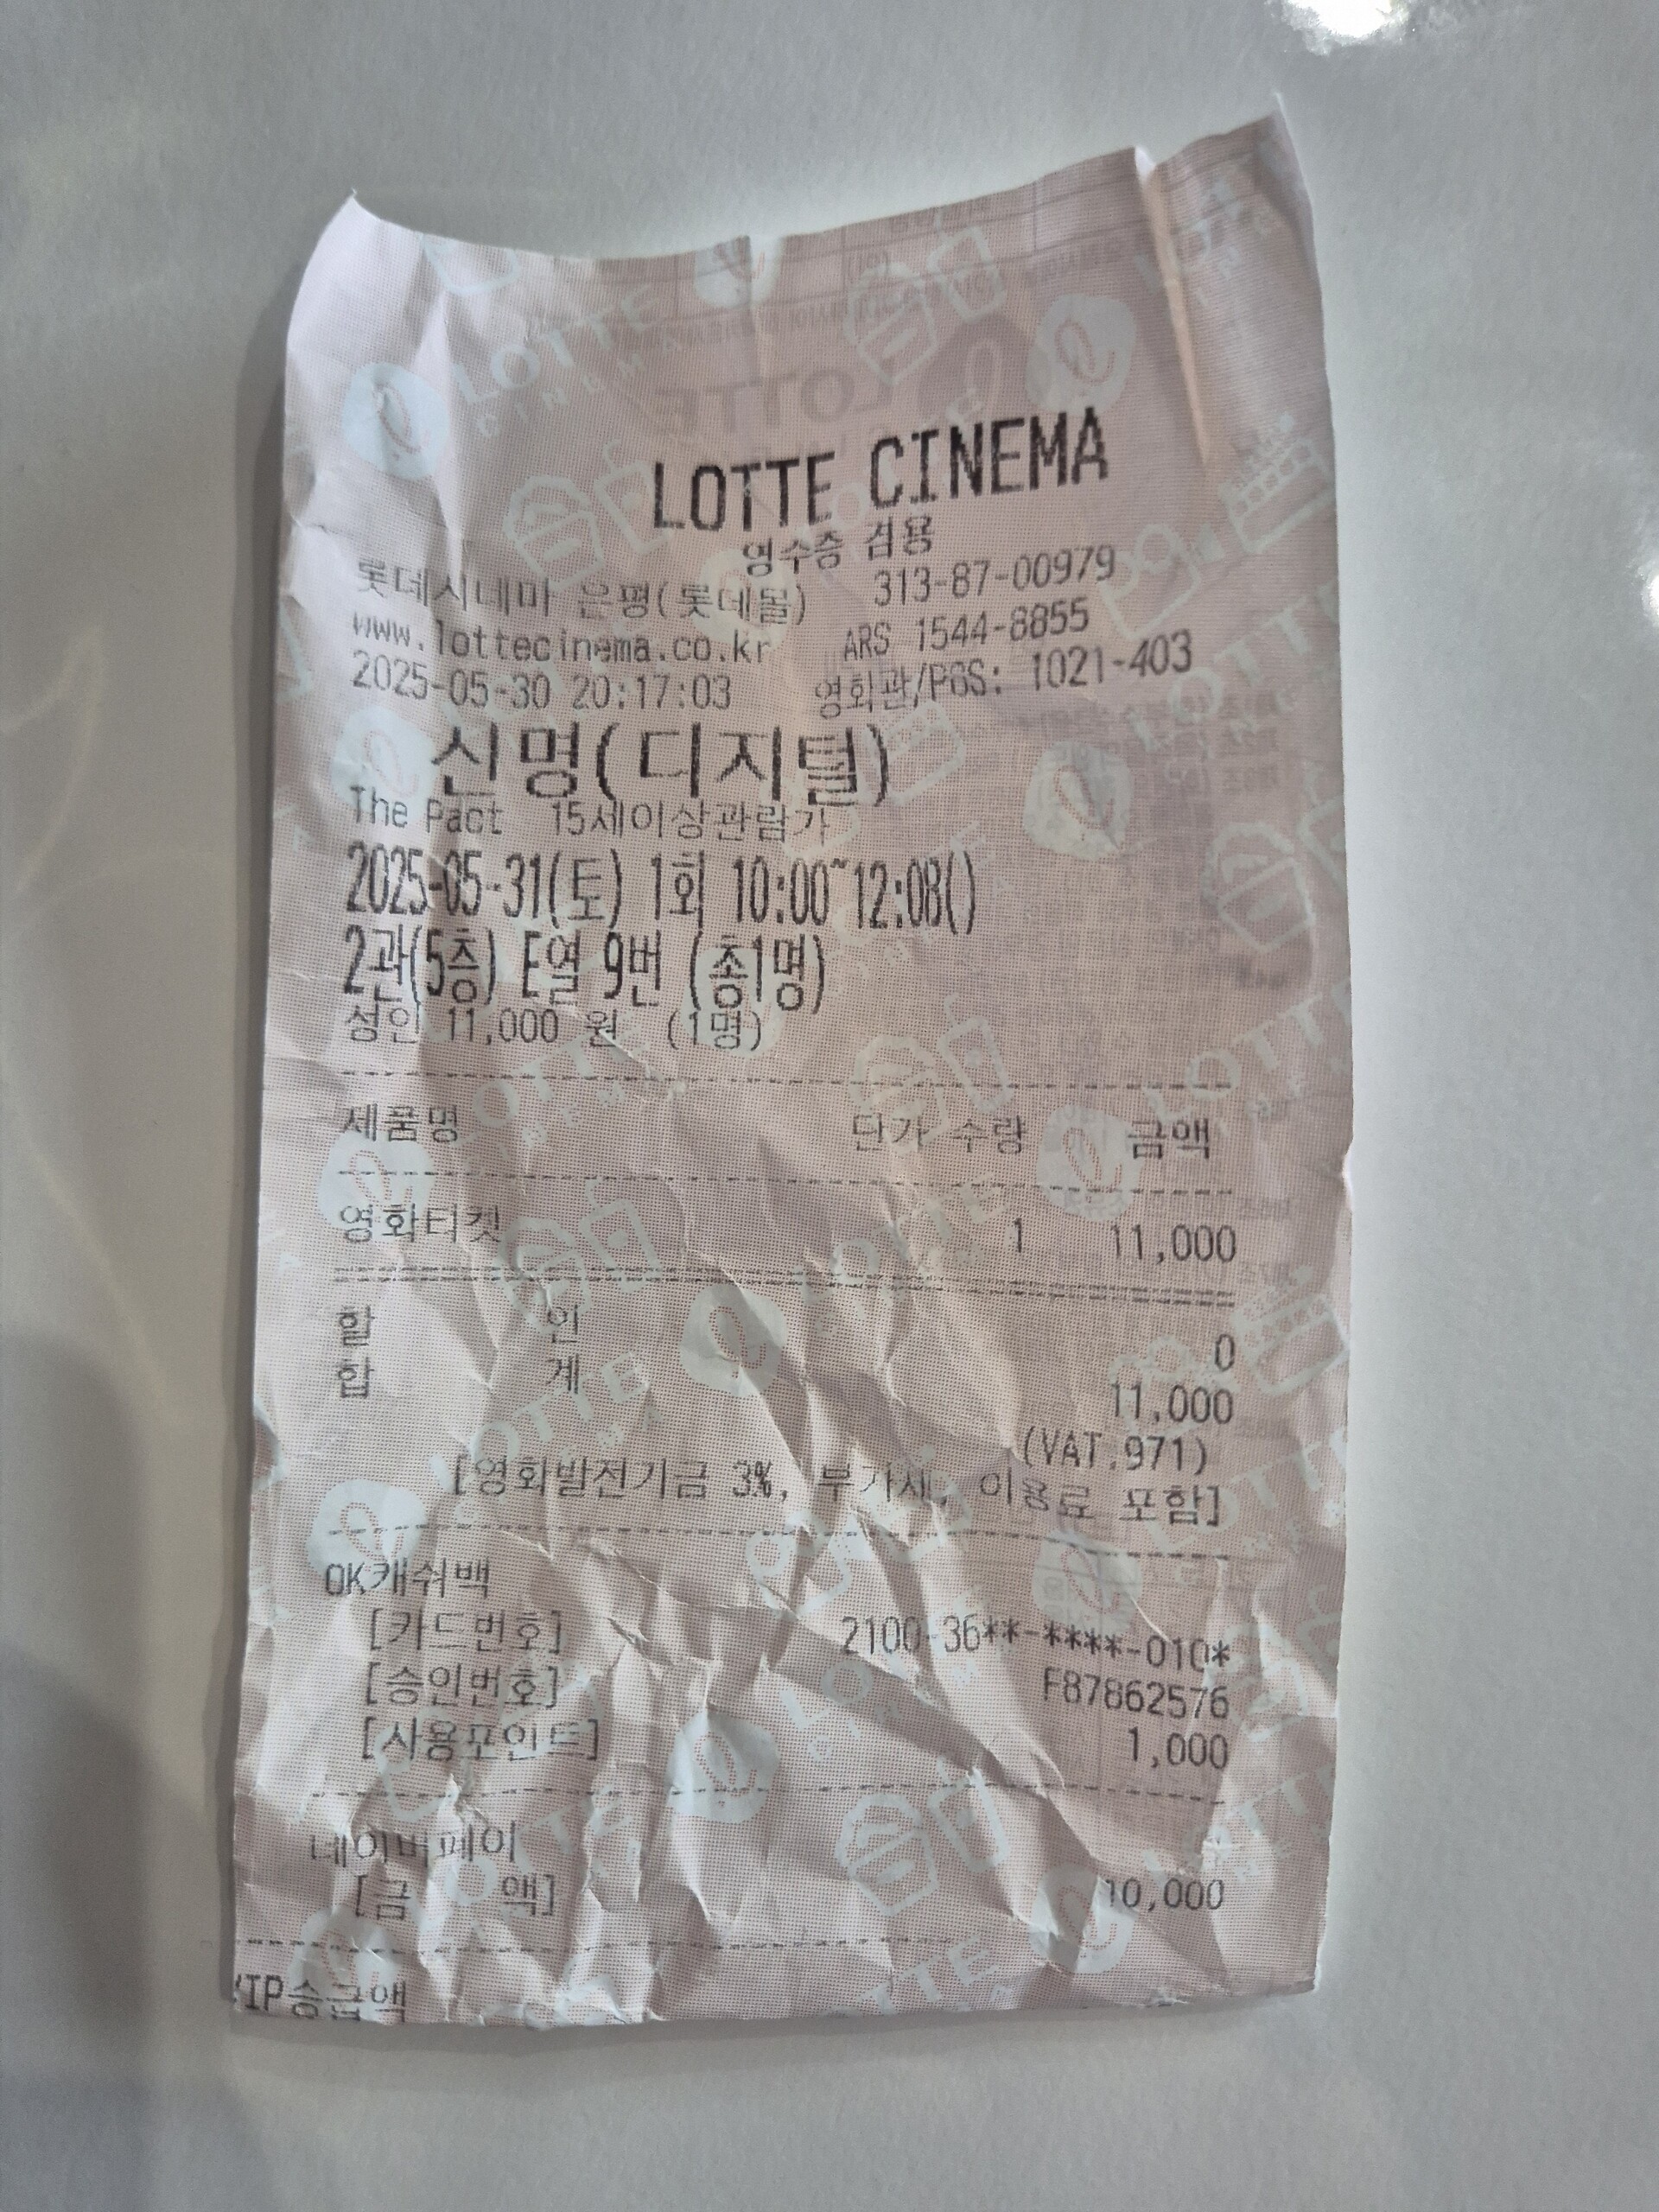 LOTTE CINEMA
영수증 겸용
롯데시네마 은평(롯데몰) 313-87-00979
www.lottecinema.co.kr ARS 1544-8855
2025-05-30 20:17:03 영화관/POS: 1021-403
신명(디지털)
The Pact 15세이상관람가
2025-05-31(토) 1회 10:00~12:08()
2관(5층) E열 9번 (총1명)
성인 11,000 원 (1명)
제품명 단가 수량 금액
영화티켓 1 11,000
할 인 0
합 계 11,000
(VAT.971)
[영화발전기금 3%, 부가세, 이용료 포함]
OK캐쉬백
[카드번호] 2100-36**-****-010*
[승인번호] F87862576
[사용포인트] 1,000
네이버페이
[금 액] 10,000
VIP승급액